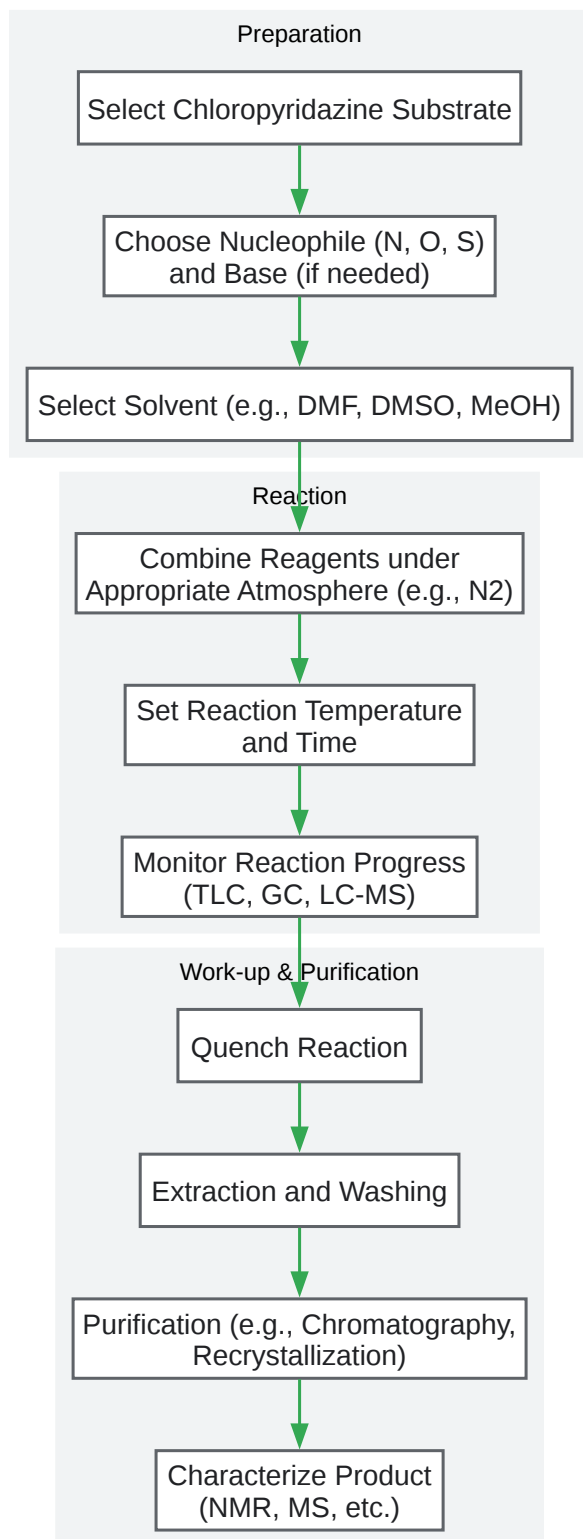 Preparation
Select Chloropyridazine Substrate
Choose Nucleophile (N, O, S)
and Base (if needed)
Select Solvent (e.g., DMF, DMSO, MeOH)
Reaction
Combine Reagents under
Appropriate Atmosphere (e.g., N2)
Set Reaction Temperature
and Time
Monitor Reaction Progress
(TLC, GC, LC-MS)
Work-up & Purification
Quench Reaction
Extraction and Washing
Purification (e.g., Chromatography,
Recrystallization)
Characterize Product
(NMR, MS, etc.)